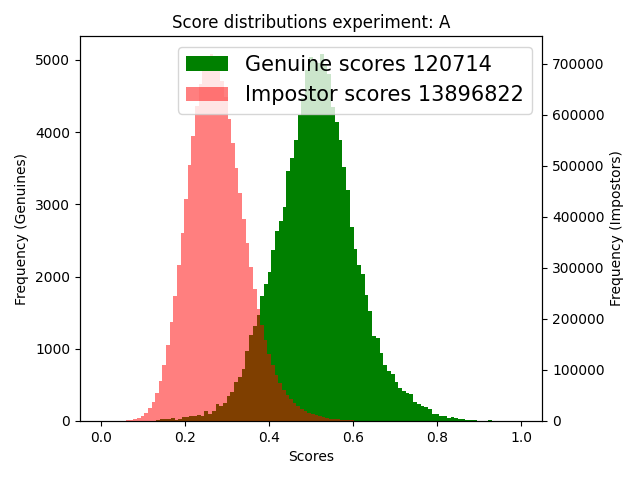 Score distributions experiment: A
Genuine scores 120714
Impostor scores 13896822
Frequency (Genuines)
5000
4000
3000
2000
1000
0
Frequency (Impostors)
700000
600000
500000
400000
300000
200000
100000
0
0.0 0.2 0.4 0.6 0.8 1.0
Scores